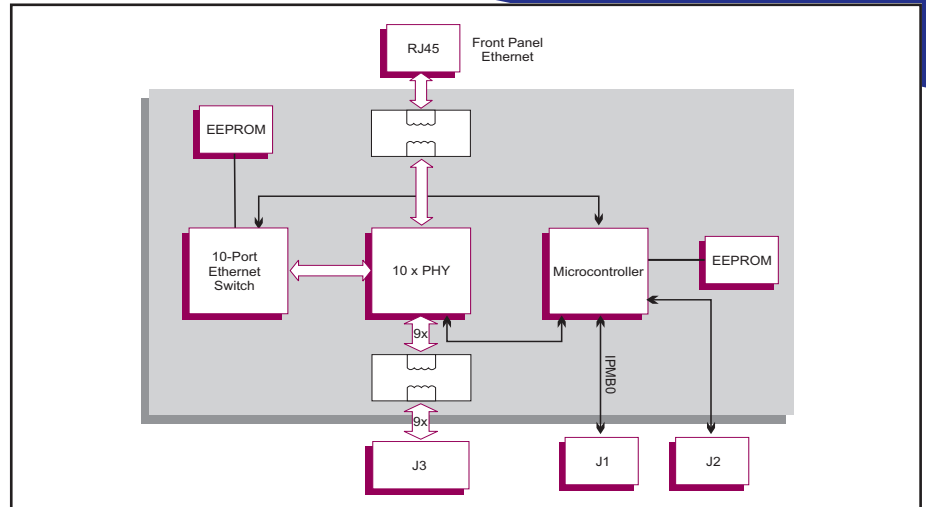 RJ45
Front Panel
Ethernet
EEPROM
10-Port
Ethernet
Switch
10 x PHY
Microcontroller
EEPROM
9x
IPMB0
9x
J3
J1
J2